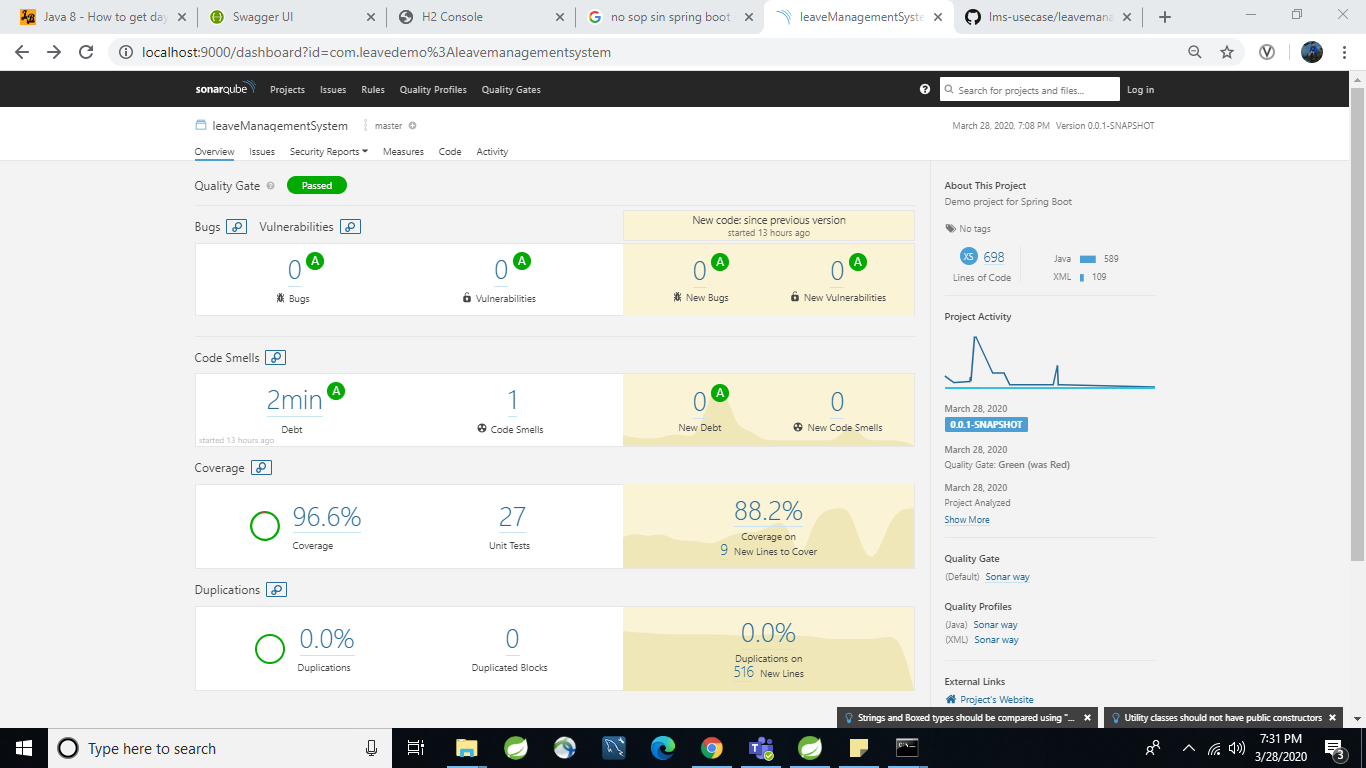 Java 8 - How to get day
Swagger UI
H2 Console
no sop sin spring boot
leaveManagementSyste
lms-usecase/leavemana
localhost:9000/dashboard?id=com.leavedemo%3Aleavemanagementsystem
sonarqube Projects Issues Rules Quality Profiles Quality Gates
Search for projects and files... Log in
leaveManagementSystem master
March 28, 2020, 7:08 PM Version 0.0.1-SNAPSHOT
Overview Issues Security Reports Measures Code Activity
Quality Gate Passed
Bugs Vulnerabilities
New code: since previous version
started 13 hours ago
0 A
Bugs
0 A
Vulnerabilities
0 A
New Bugs
0 A
New Vulnerabilities
Code Smells
2min A
Debt
started 13 hours ago
1
Code Smells
0 A
New Debt
0
New Code Smells
Coverage
96.6%
Coverage
27
Unit Tests
88.2%
Coverage on
9 New Lines to Cover
Duplications
0.0%
Duplications
0
Duplicated Blocks
0.0%
Duplications on
516 New Lines
About This Project
Demo project for Spring Boot
No tags
XS 698
Lines of Code
Java 589
XML 109
Project Activity
March 28, 2020
0.0.1-SNAPSHOT
March 28, 2020
Quality Gate: Green (was Red)
March 28, 2020
Project Analyzed
Show More
Quality Gate
(Default) Sonar way
Quality Profiles
(Java) Sonar way
(XML) Sonar way
External Links
Project's Website
Strings and Boxed types should be compared using "...
Utility classes should not have public constructors
Type here to search
7:31 PM
3/28/2020
3